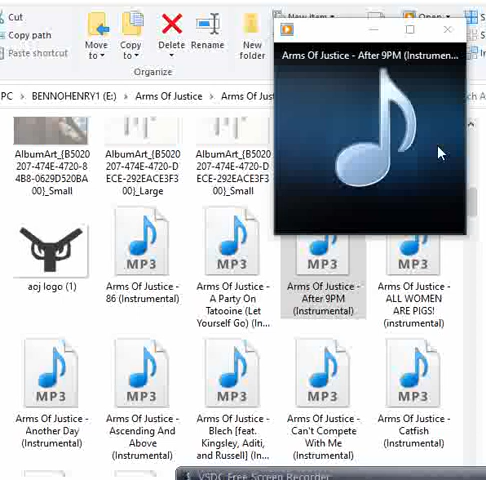 Cut
Copy path
Paste shortcut
Move
to
Copy
to
Delete
Rename
New
folder
New item
Open
Organize
PC > BENNOHENRY1 (E:) > Arms Of Justice >
Arms Of Justice - After 9PM (Instrumen...
AlbumArt_{B5020
207-474E-4720-
84B8-0629D520BA
00}_Small
AlbumArt_{B5020
207-474E-4720-D
ECE-292EACE3F3
00}_Large
AlbumArt_{B5020
207-474E-4720-D
ECE-292EACE3F3
00}_Small
aoj logo (1)
MP3
Arms Of Justice -
86 (Instrumental)
MP3
Arms Of Justice -
A Party On
Tatooine (Let
Yourself Go) (In...
MP3
Arms Of Justice -
After 9PM
(Instrumental)
MP3
Arms Of Justice -
ALL WOMEN
ARE PIGS!
(instrumental)
MP3
Arms Of Justice -
Another Day
(Instrumental)
MP3
Arms Of Justice -
Ascending And
Above
(Instrumental)
MP3
Arms Of Justice -
Blech [feat.
Kingsley, Aditi,
and Russell] (In...
MP3
Arms Of Justice -
Can't Compete
With Me
(Instrumental)
MP3
Arms Of Justice -
Catfish
(Instrumental)
VSDC Free Screen Recorder